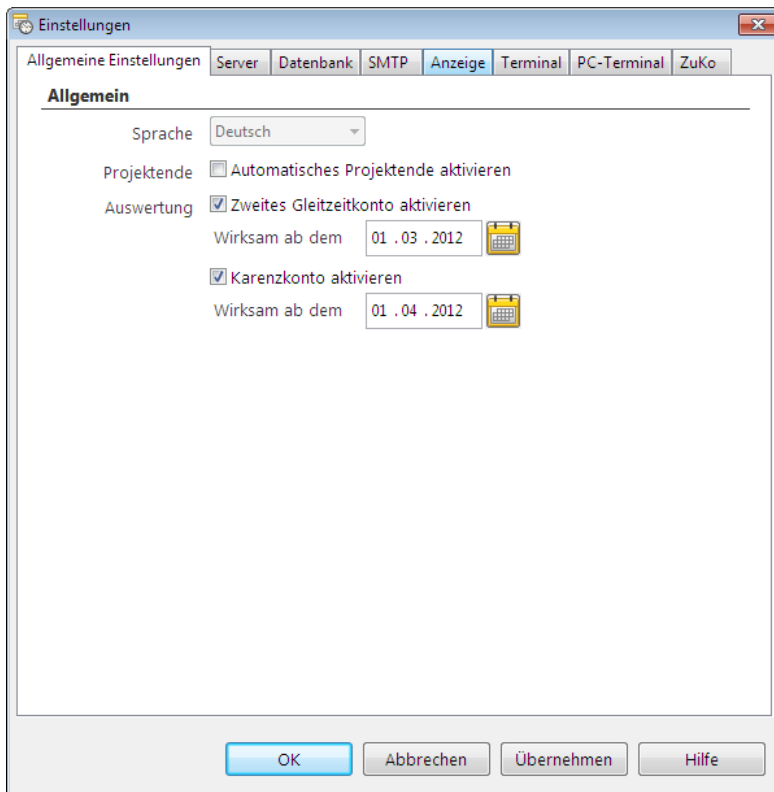 Einstellungen
Allgemeine Einstellungen Server Datenbank SMTP Anzeige Terminal PC-Terminal ZuKo
Allgemein
Sprache Deutsch
Projektende Automatisches Projektende aktivieren
Auswertung Zweites Gleitzeitkonto aktivieren
Wirksam ab dem 01 . 03 . 2012
Karenzkonto aktivieren
Wirksam ab dem 01 . 04 . 2012
OK Abbrechen Übernehmen Hilfe